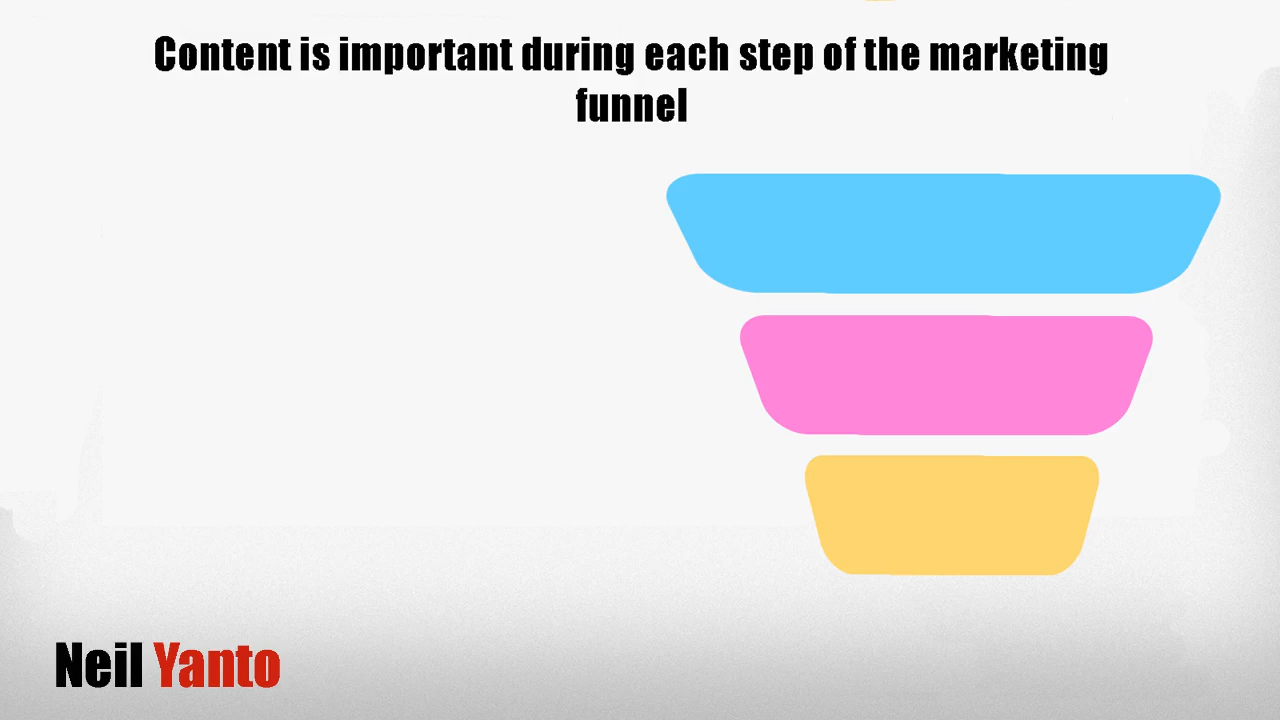 Content is important during each step of the marketing
funnel
Neil Yanto